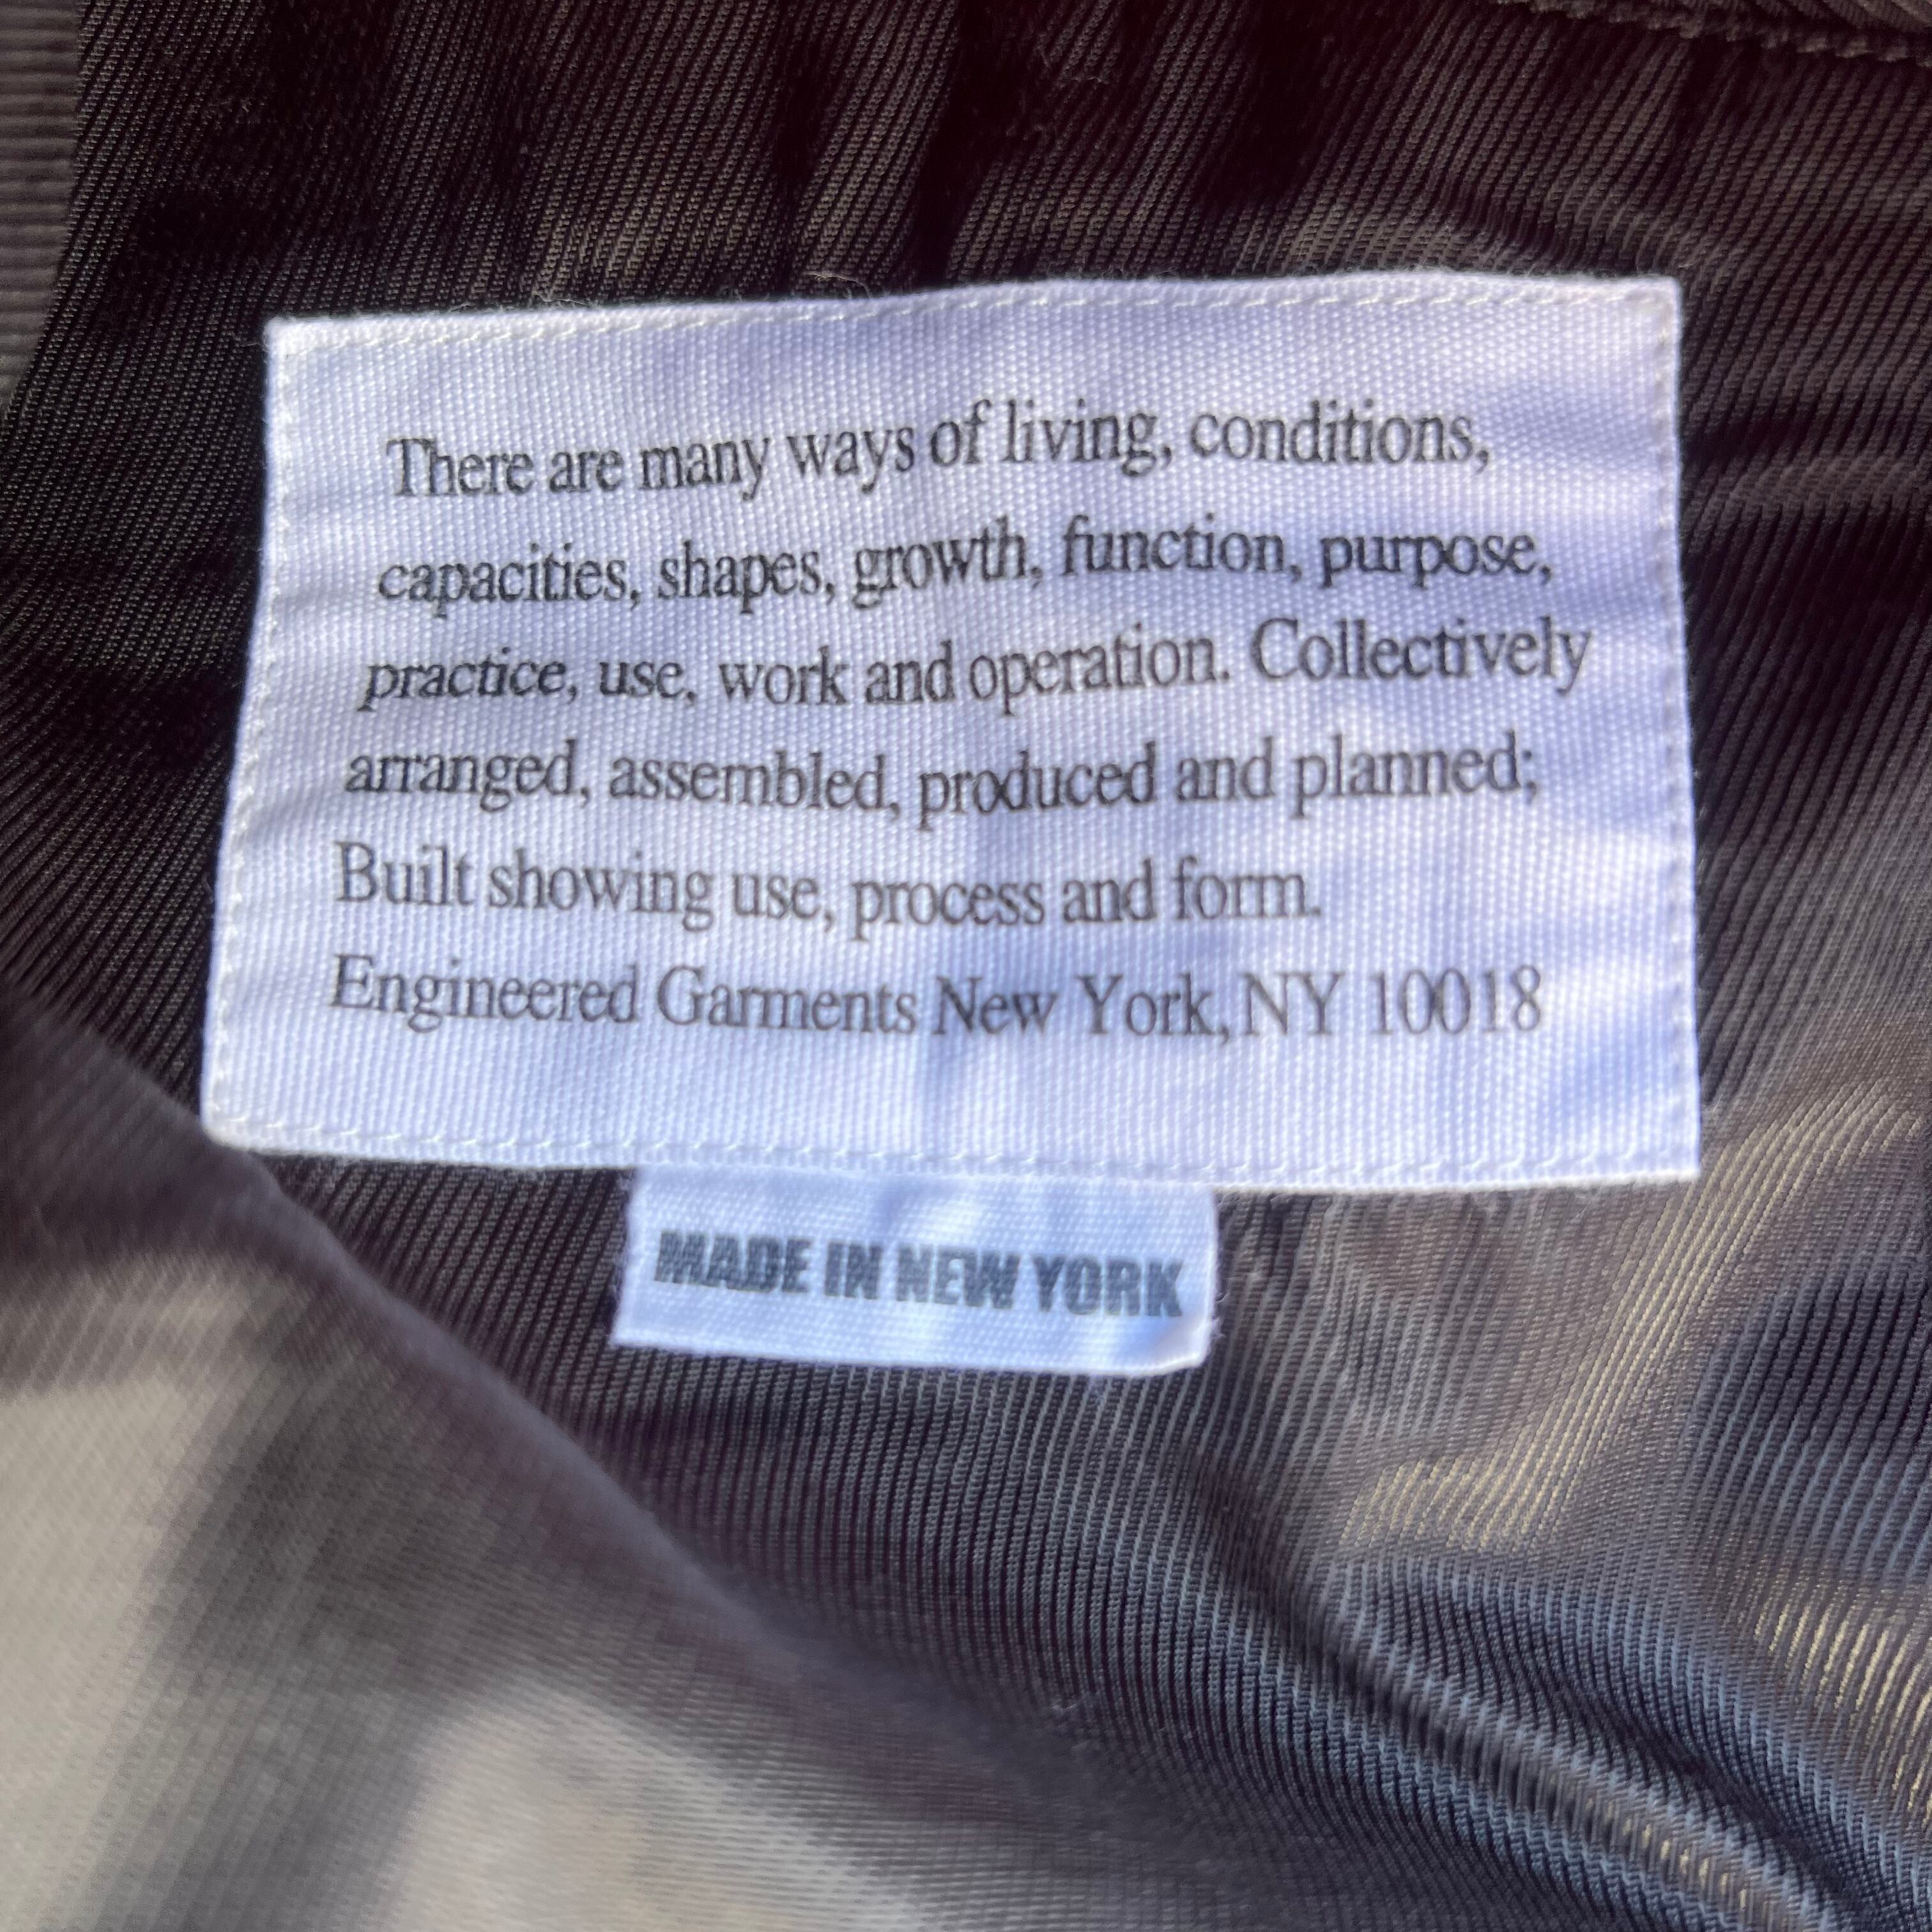 There are many ways of living, conditions,
capacities, shapes, growth, function, purpose,
practice, use, work and operation. Collectively
arranged, assembled, produced and planned;
Built showing use, process and form.
Engineered Garments New York, NY 10018
MADE IN NEW YORK